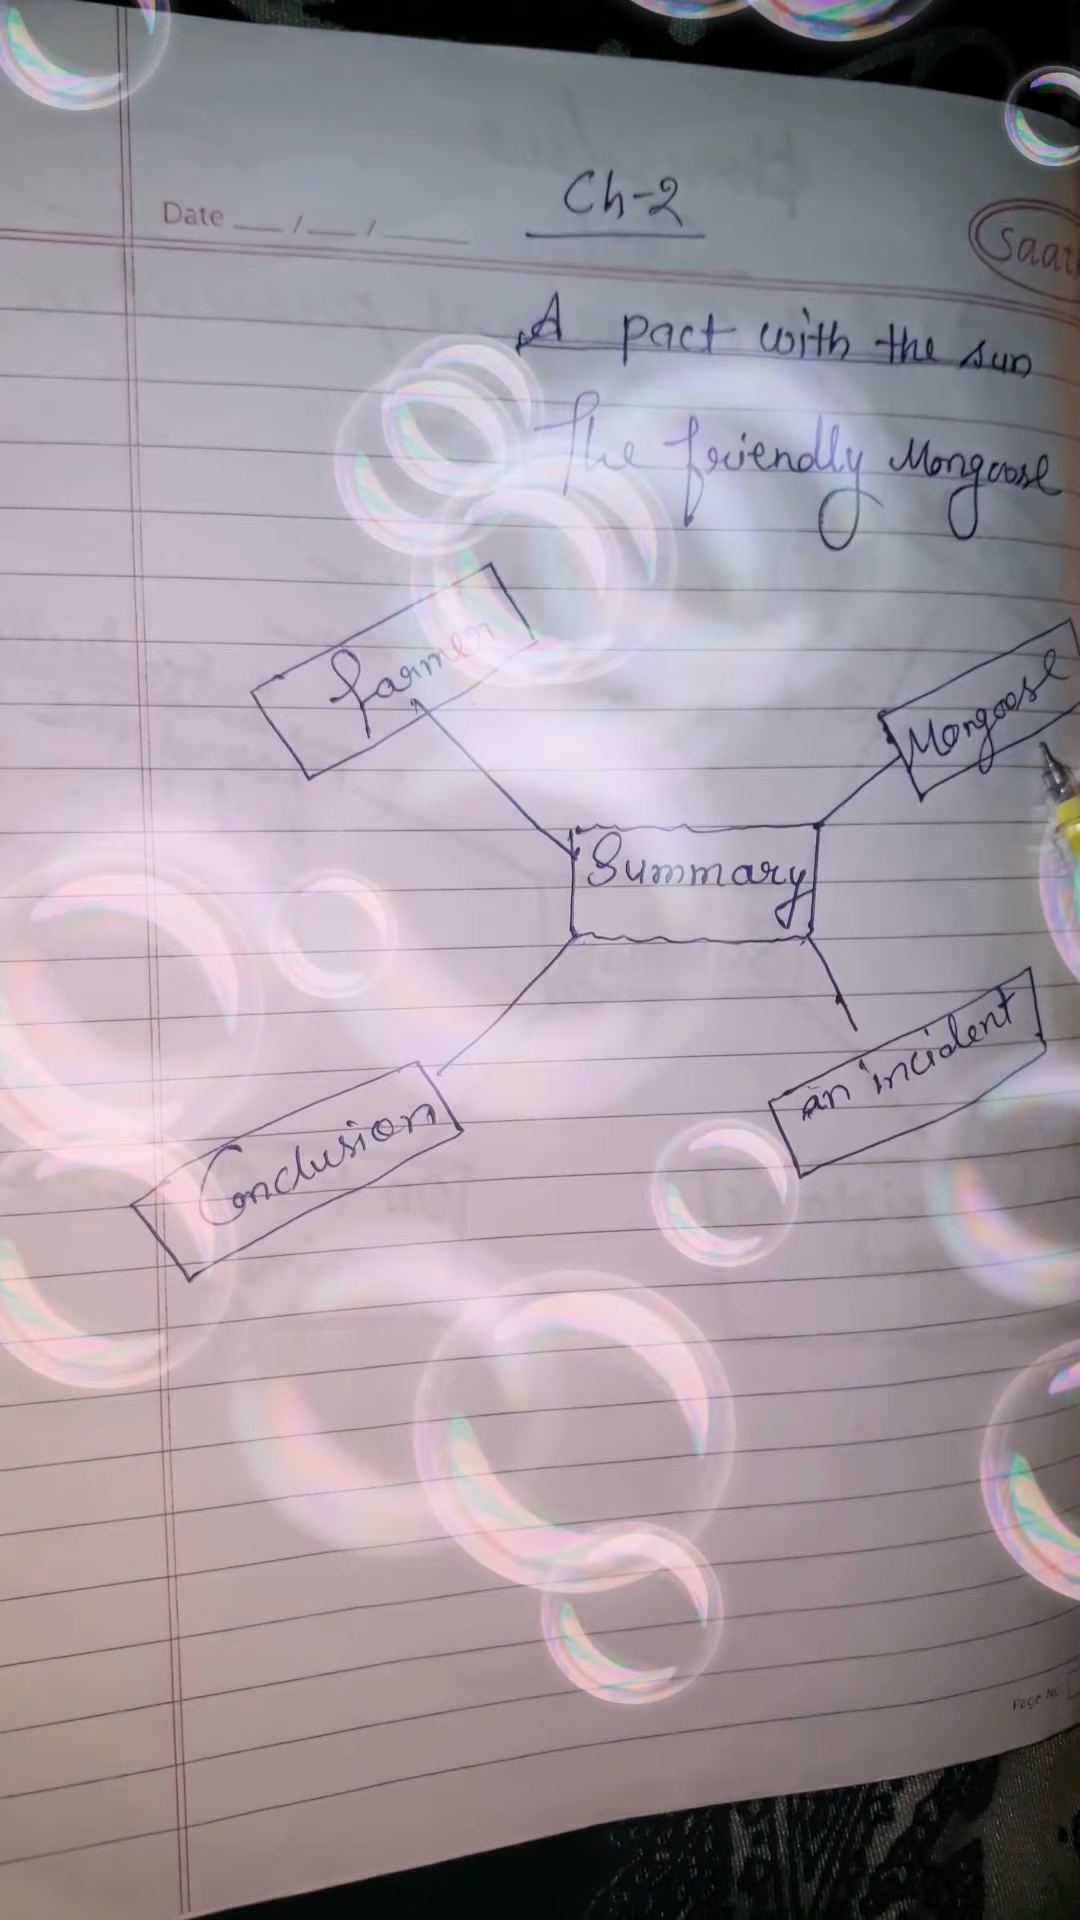 Ch-2
Date __/__/____
Saat
A pact with the sun
The friendly Mongoose
farmer
Mongoose
Summary
an incident
Conclusion
Page No